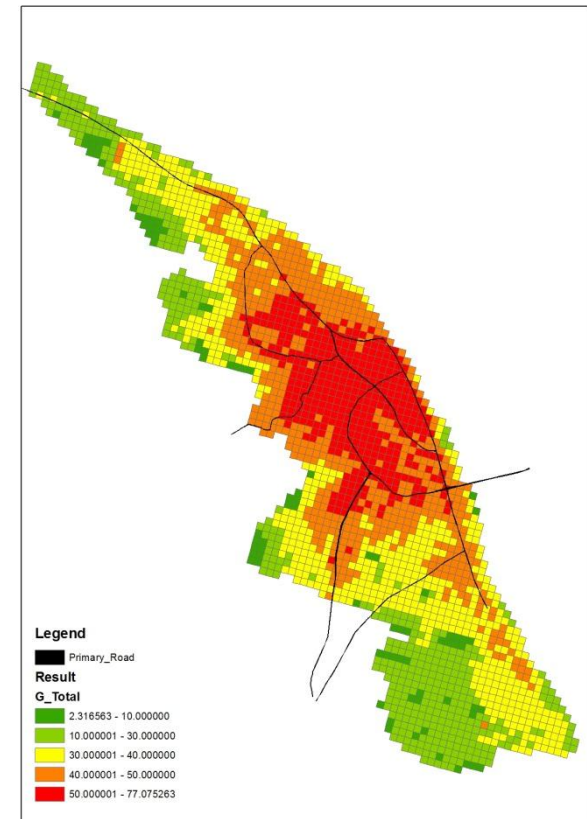 Legend
Primary_Road
Result
G_Total
2.316563 - 10.000000
10.000001 - 30.000000
30.000001 - 40.000000
40.000001 - 50.000000
50.000001 - 77.075263